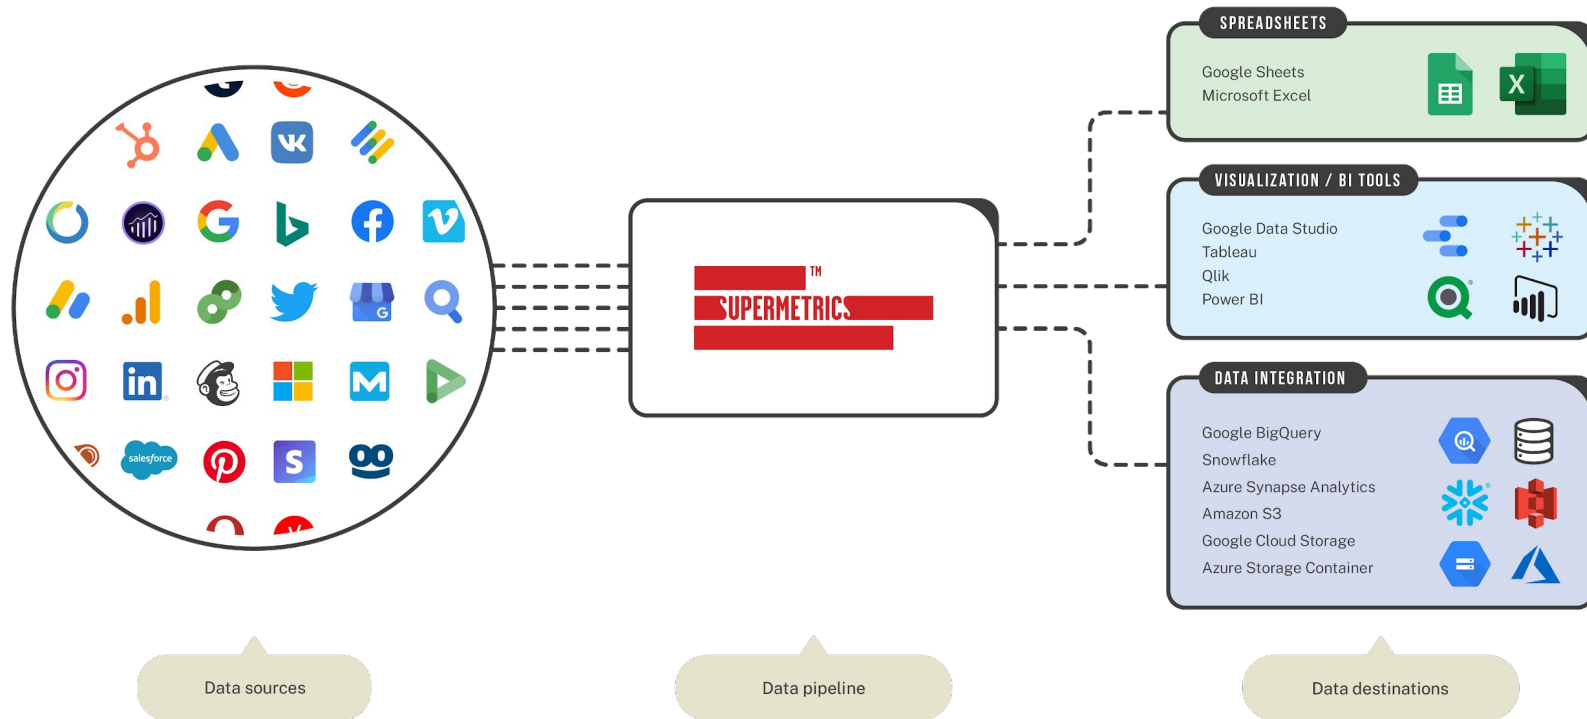 SPREADSHEETS
Google Sheets
Microsoft Excel
X
VISUALIZATION / BI TOOLS
Google Data Studio
Tableau
Qlik
Power BI
®
DATA INTEGRATION
Google BigQuery
Snowflake
Azure Synapse Analytics
Amazon S3
Google Cloud Storage
Azure Storage Container
®
TM
SUPERMETRICS
VK
G
b
f
v
G
in
®
M
salesforce
S
Data sources
Data pipeline
Data destinations